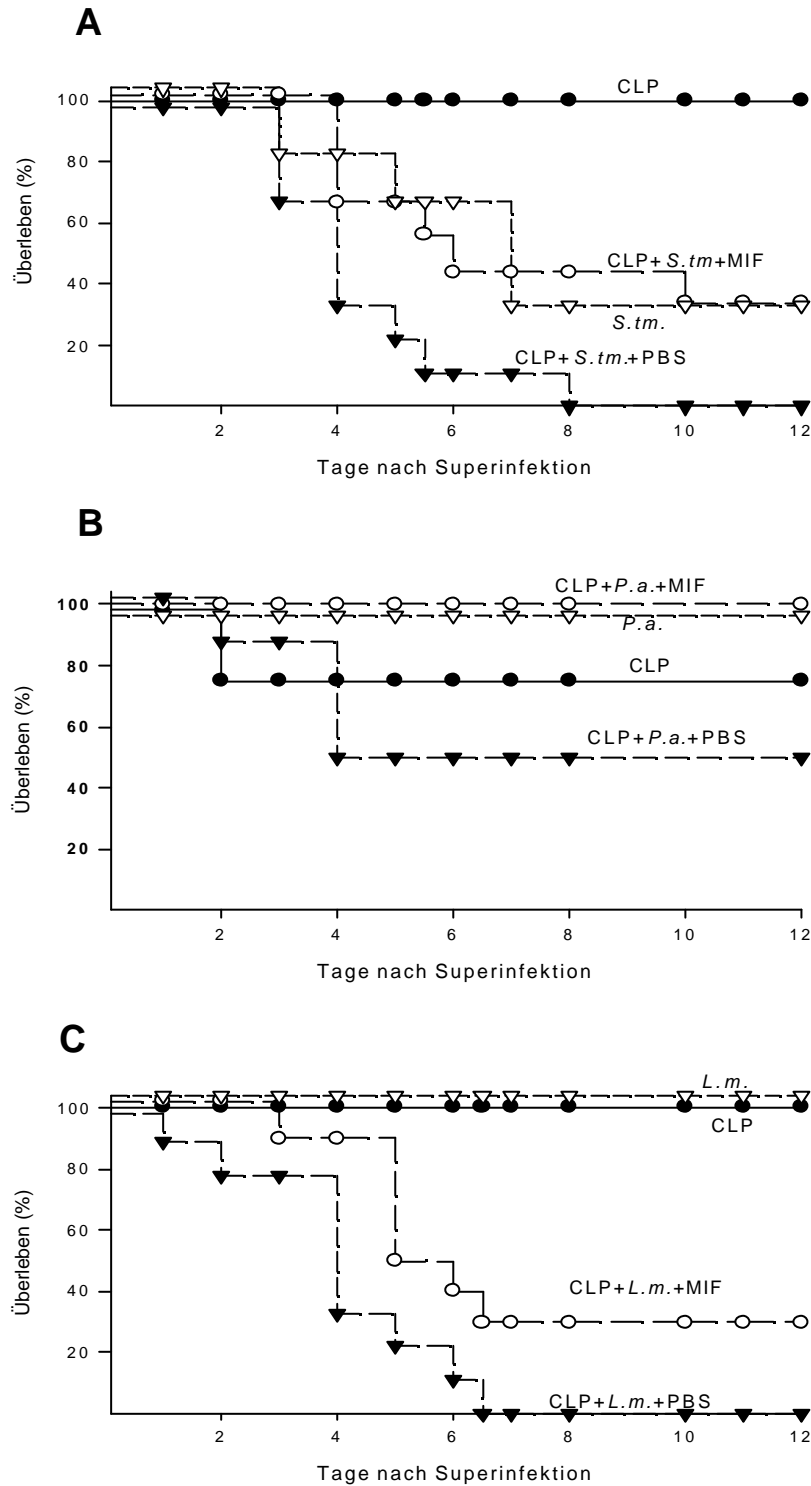 A
Überleben (%)
100
80
60
40
20
CLP
CLP+ S.tm+MIF
S.tm.
CLP+ S.tm.+PBS
2 4 6 8 10 12
Tage nach Superinfektion
B
Überleben (%)
100
80
60
40
20
CLP+P.a.+MIF
P.a.
CLP
CLP+P.a.+PBS
2 4 6 8 10 12
Tage nach Superinfektion
C
Überleben (%)
100
80
60
40
20
L.m.
CLP
CLP+L.m.+MIF
CLP+L.m.+PBS
2 4 6 8 10 12
Tage nach Superinfektion